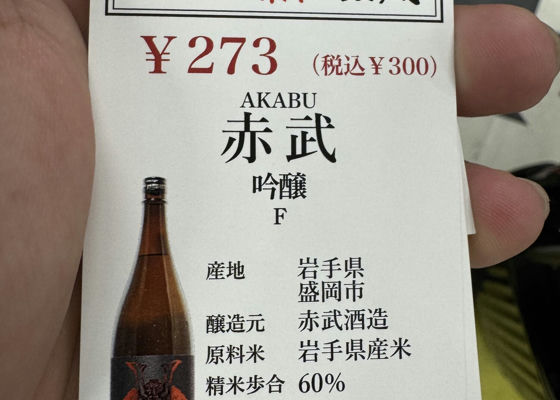 ￥273 (税込￥300)
AKABU
赤武
吟醸
F
産地 岩手県
盛岡市
醸造元 赤武酒造
原料米 岩手県産米
精米歩合 60%